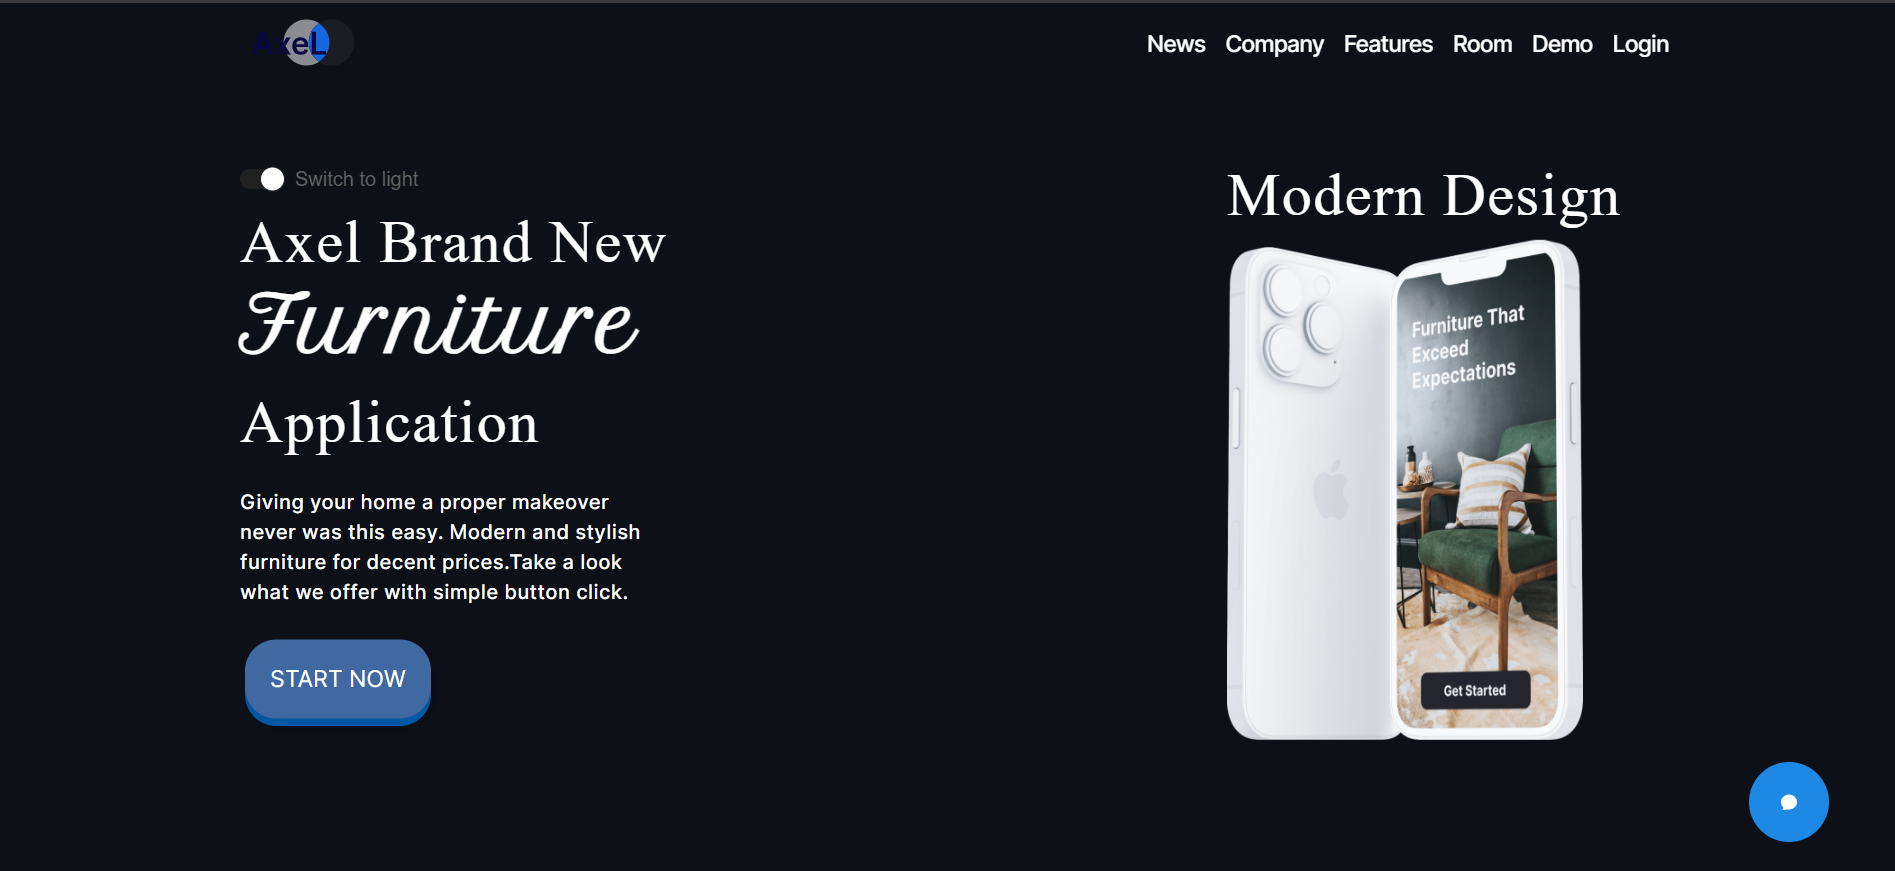 AxeL
News Company Features Room Demo Login
Switch to light
Axel Brand New
Furniture
Application
Giving your home a proper makeover
never was this easy. Modern and stylish
furniture for decent prices.Take a look
what we offer with simple button click.
START NOW
Modern Design
Furniture That
Exceed
Expectations
Get Started